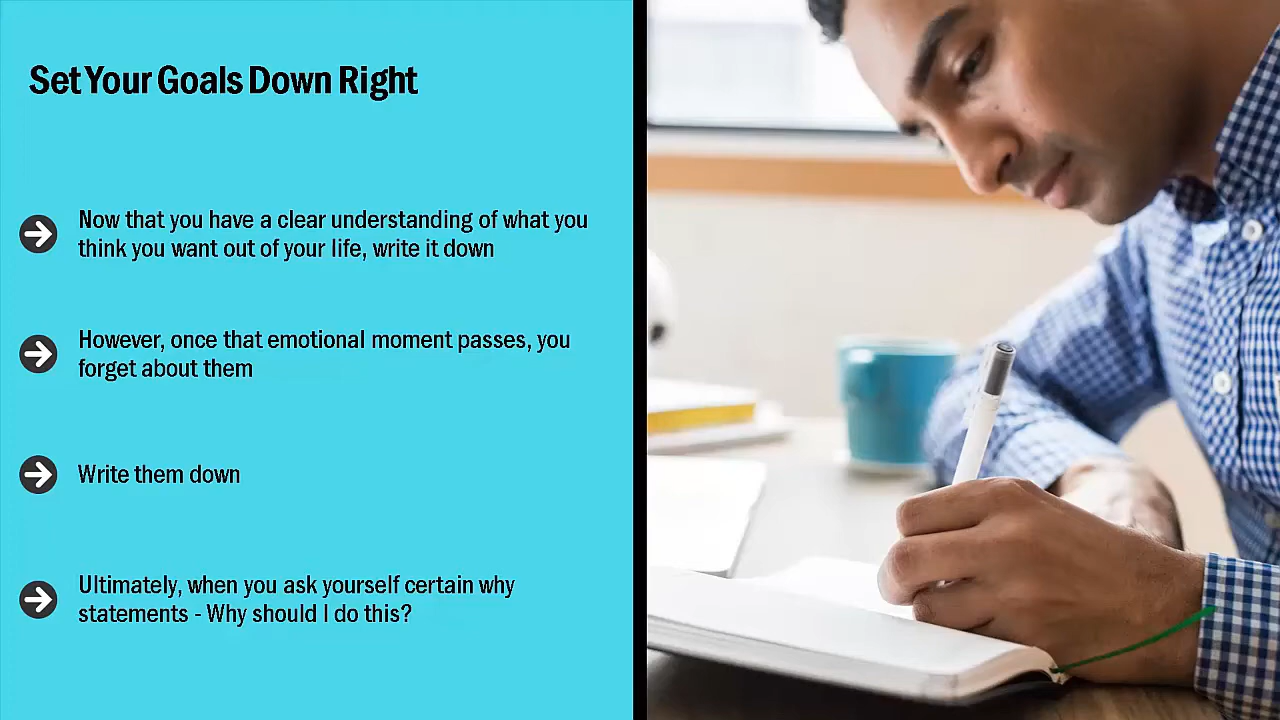 Set Your Goals Down Right
Now that you have a clear understanding of what you
think you want out of your life, write it down
However, once that emotional moment passes, you
forget about them
Write them down
Ultimately, when you ask yourself certain why
statements - Why should I do this?